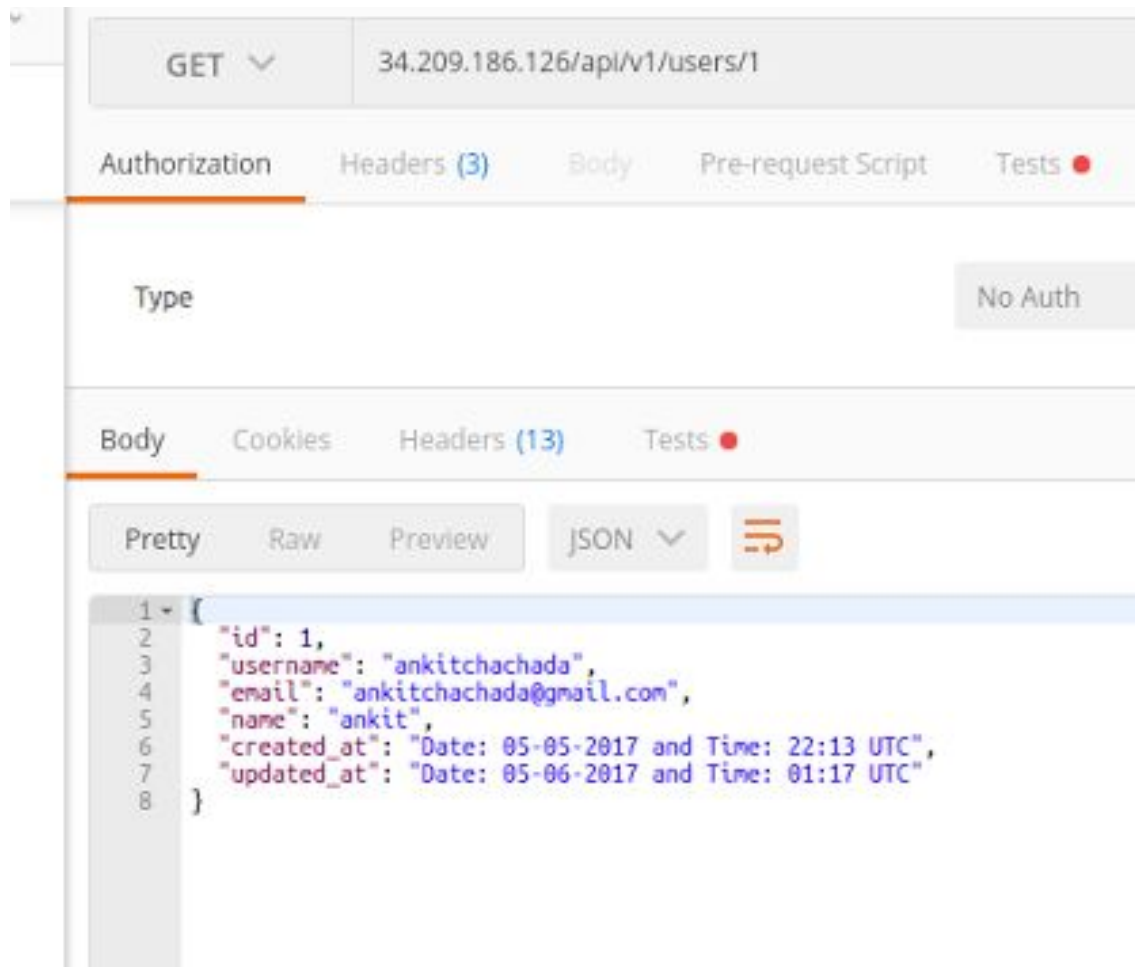 GET 34.209.186.126/api/v1/users/1
Authorization Headers (3) Body Pre-request Script Tests
Type No Auth
Body Cookies Headers (13) Tests
Pretty Raw Preview JSON
1 {
2 "id": 1,
3 "username": "ankitchachada",
4 "email": "ankitchachada@gmail.com",
5 "name": "ankit",
6 "created_at": "Date: 05-05-2017 and Time: 22:13 UTC",
7 "updated_at": "Date: 05-06-2017 and Time: 01:17 UTC"
8 }